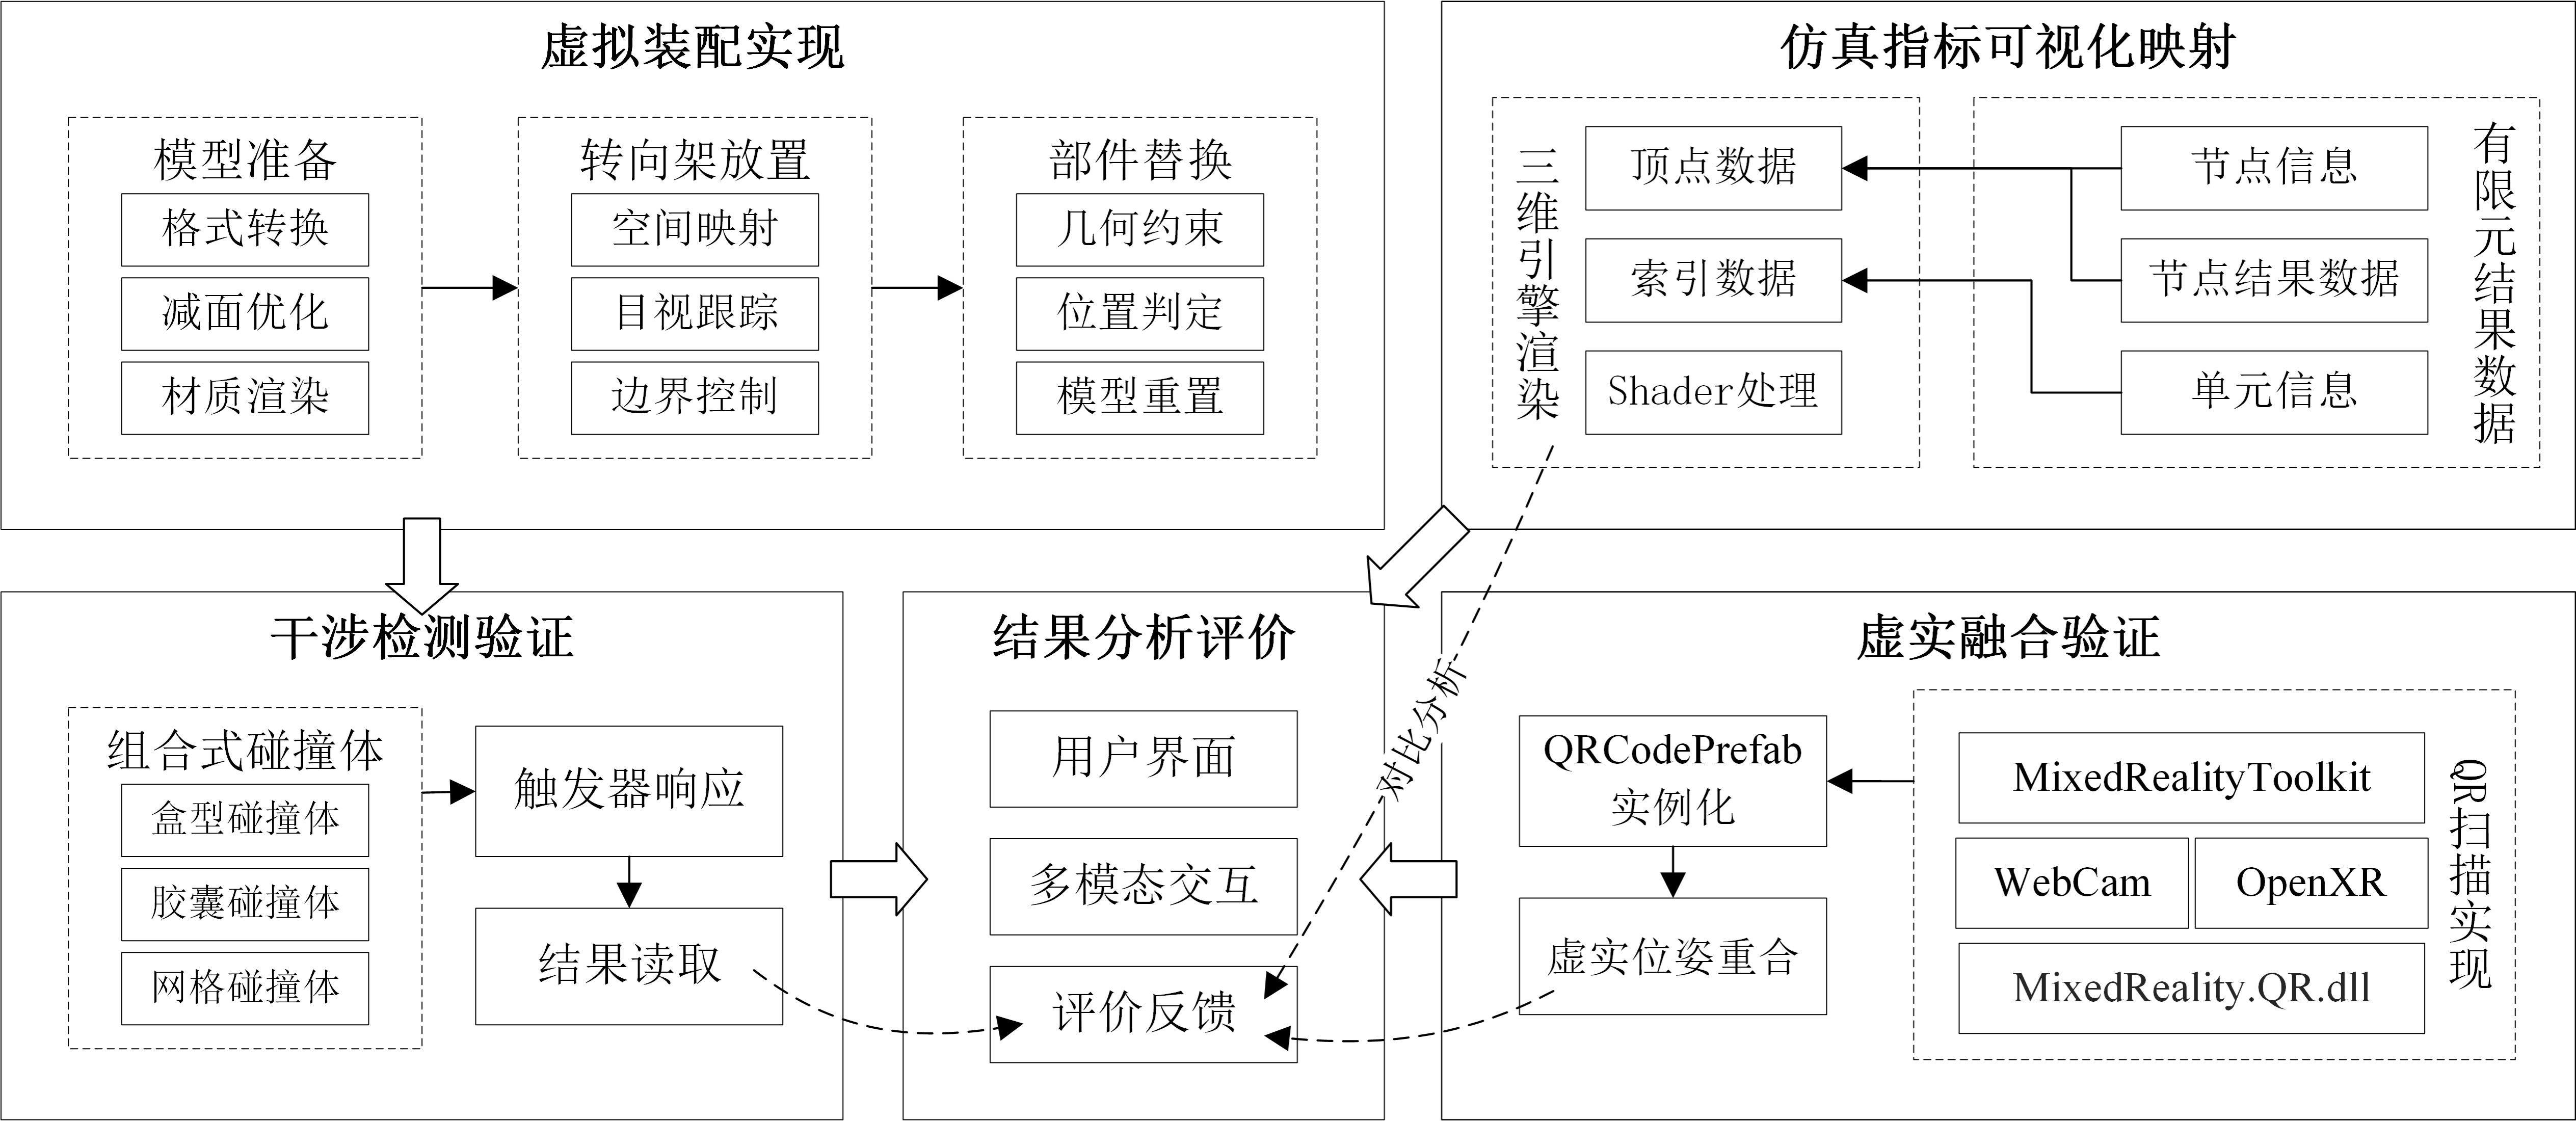 虚拟装配实现
模型准备
格式转换
减面优化
材质渲染
转向架放置
空间映射
目视跟踪
边界控制
部件替换
几何约束
位置判定
模型重置
仿真指标可视化映射
三维引擎渲染
顶点数据
索引数据
Shader处理
节点信息
节点结果数据
单元信息
有限元结果数据
干涉检测验证
组合式碰撞体
盒型碰撞体
胶囊碰撞体
网格碰撞体
触发器响应
结果读取
结果分析评价
用户界面
多模态交互
评价反馈
对比分析
虚实融合验证
QRCodePrefab
实例化
虚实位姿重合
MixedRealityToolkit
WebCam
OpenXR
MixedReality.QR.dll
QR扫描实现